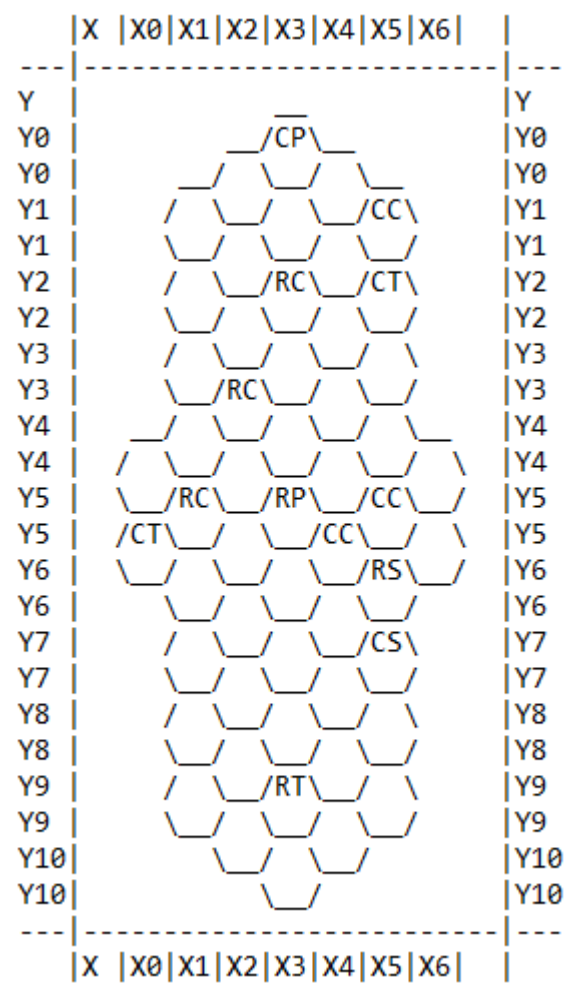 |X |X0|X1|X2|X3|X4|X5|X6|  |
---|--------------------------|---
Y  |            __            |Y
Y0 |         __/CP\__         |Y0
Y0 |      __/  \__/  \__      |Y0
Y1 |     /  \__/  \__/CC\     |Y1
Y1 |     \__/  \__/  \__/     |Y1
Y2 |     /  \__/RC\__/CT\     |Y2
Y2 |     \__/  \__/  \__/     |Y2
Y3 |     /  \__/  \__/  \     |Y3
Y3 |     \__/RC\__/  \__/     |Y3
Y4 |   __/  \__/  \__/  \__   |Y4
Y4 |  /  \__/  \__/  \__/  \  |Y4
Y5 |  \__/RC\__/RP\__/CC\__/  |Y5
Y5 |  /CT\__/  \__/CC\__/  \  |Y5
Y6 |  \__/  \__/  \__/RS\__/  |Y6
Y6 |     \__/  \__/  \__/     |Y6
Y7 |     /  \__/  \__/CS\     |Y7
Y7 |     \__/  \__/  \__/     |Y7
Y8 |     /  \__/  \__/  \     |Y8
Y8 |     \__/  \__/  \__/     |Y8
Y9 |     /  \__/RT\__/  \     |Y9
Y9 |     \__/  \__/  \__/     |Y9
Y10|        \__/  \__/        |Y10
Y10|           \__/           |Y10
---|--------------------------|---
   |X |X0|X1|X2|X3|X4|X5|X6|  |